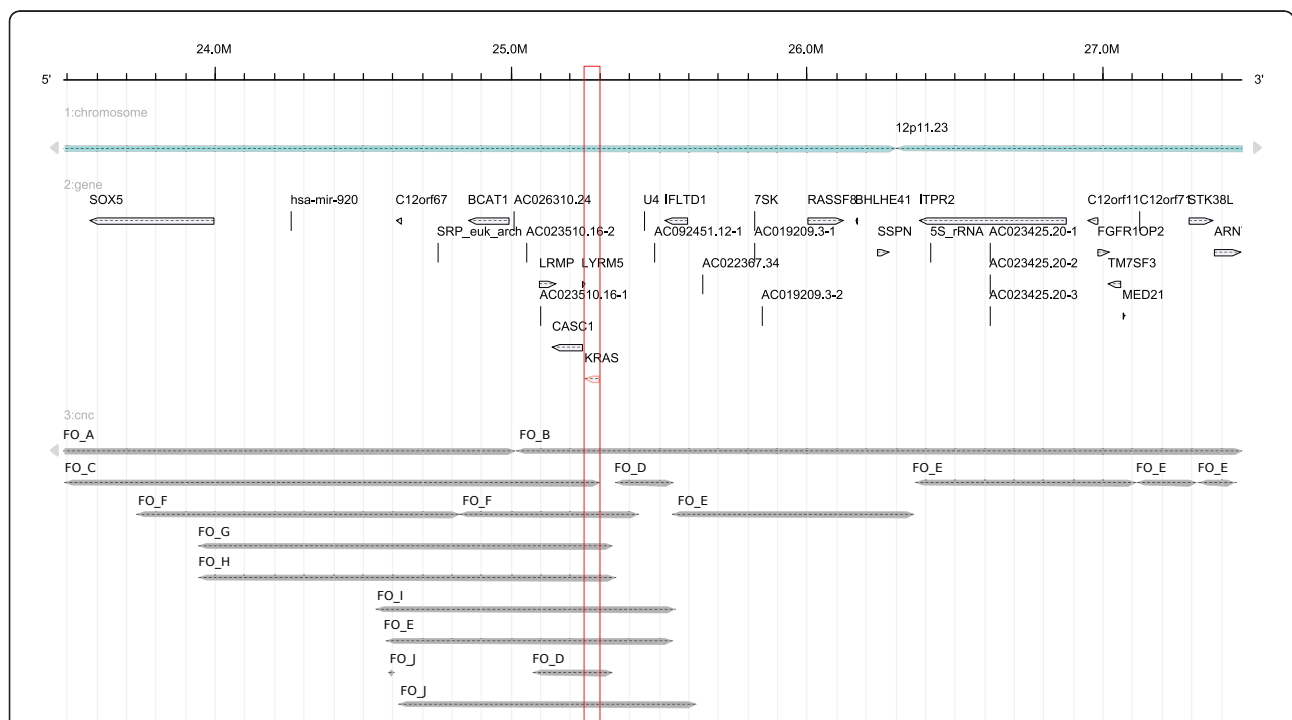 24.0M 25.0M 26.0M 27.0M
5' 3'
1:chromosome
12p11.23
2:gene
SOX5 hsa-mir-920 C12orf67 BCAT1 AC026310.24 U4 IFLTD1 7SK RASSF8 BHLHE41 ITPR2 C12orf11 C12orf71 STK38L
SRP_euk_arch AC023510.16-2 AC092451.12-1 AC019209.3-1 SSPN 5S_rRNA AC023425.20-1 FGFR1OP2 ARN
LRMP LYRM5 AC022367.34 AC023425.20-2 TM7SF3
AC023510.16-1 AC019209.3-2 AC023425.20-3 MED21
CASC1
KRAS
3:cnc
FO_A FO_B
FO_C FO_D FO_E FO_E FO_E
FO_F FO_F FO_E
FO_G
FO_H
FO_I
FO_E
FO_J FO_D
FO_J